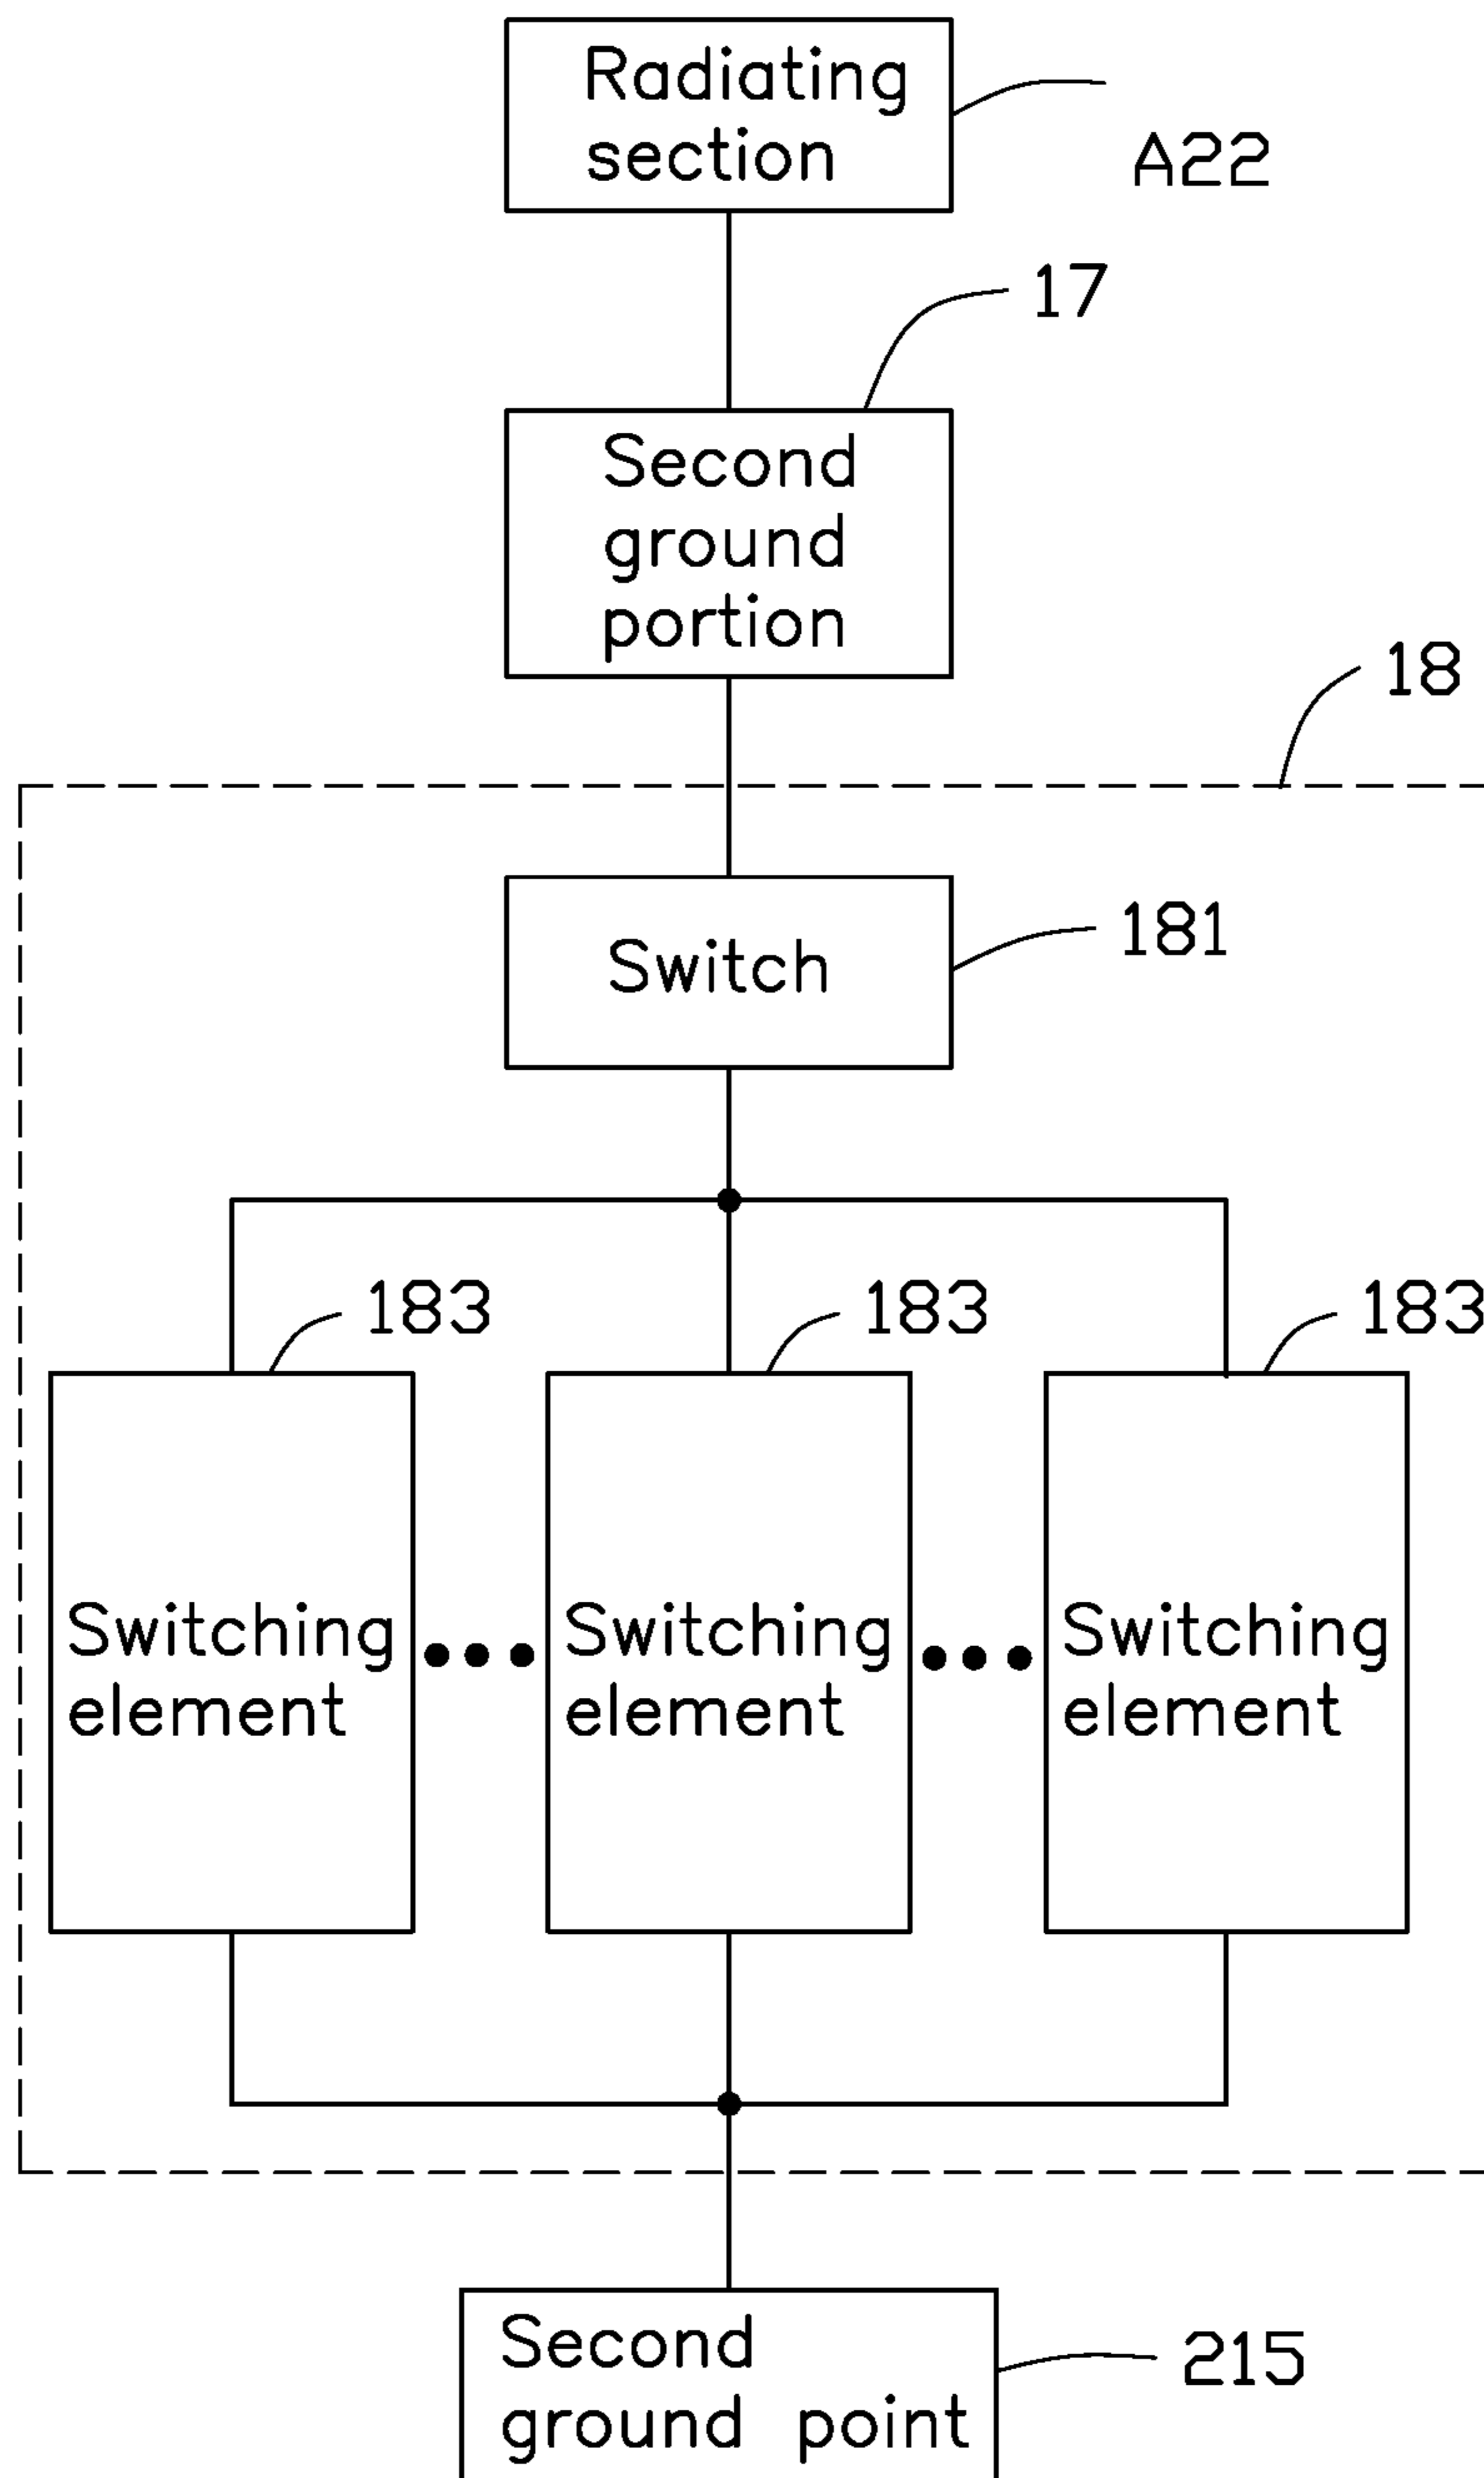 Radiating
section
A22
17
Second
ground
portion
18
Switch
181
183
183
183
Switching
element
Switching
element
Switching
element
Second
ground point
215